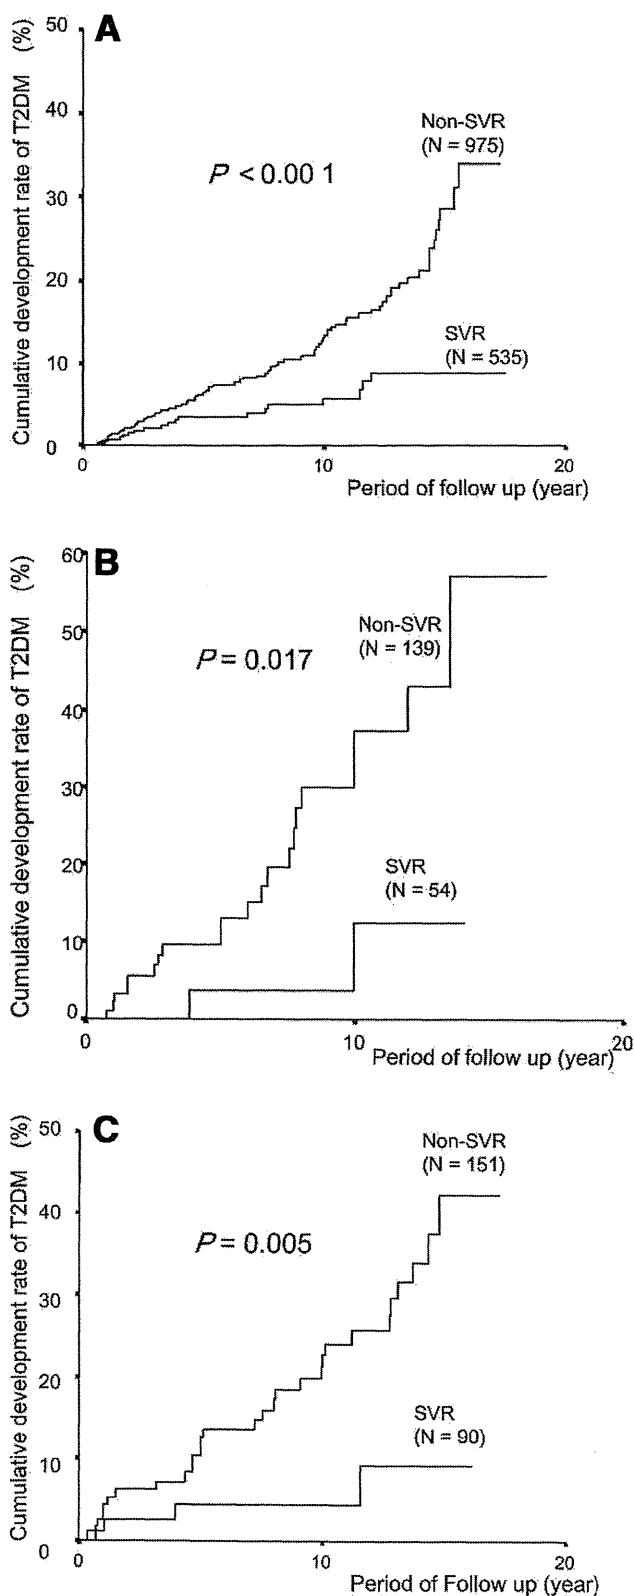 A
Cumulative development rate of T2DM (%)
50
40
30
20
10
0
P < 0.00 1
Non-SVR
(N = 975)
SVR
(N = 535)
0
10
20
Period of follow up (year)
B
Cumulative development rate of T2DM (%)
60
50
40
30
20
10
0
P = 0.017
Non-SVR
(N = 139)
SVR
(N = 54)
0
10
20
Period of follow up (year)
C
Cumulative development rate of T2DM (%)
50
40
30
20
10
0
P = 0.005
Non-SVR
(N = 151)
SVR
(N = 90)
0
10
20
Period of Follow up (year)